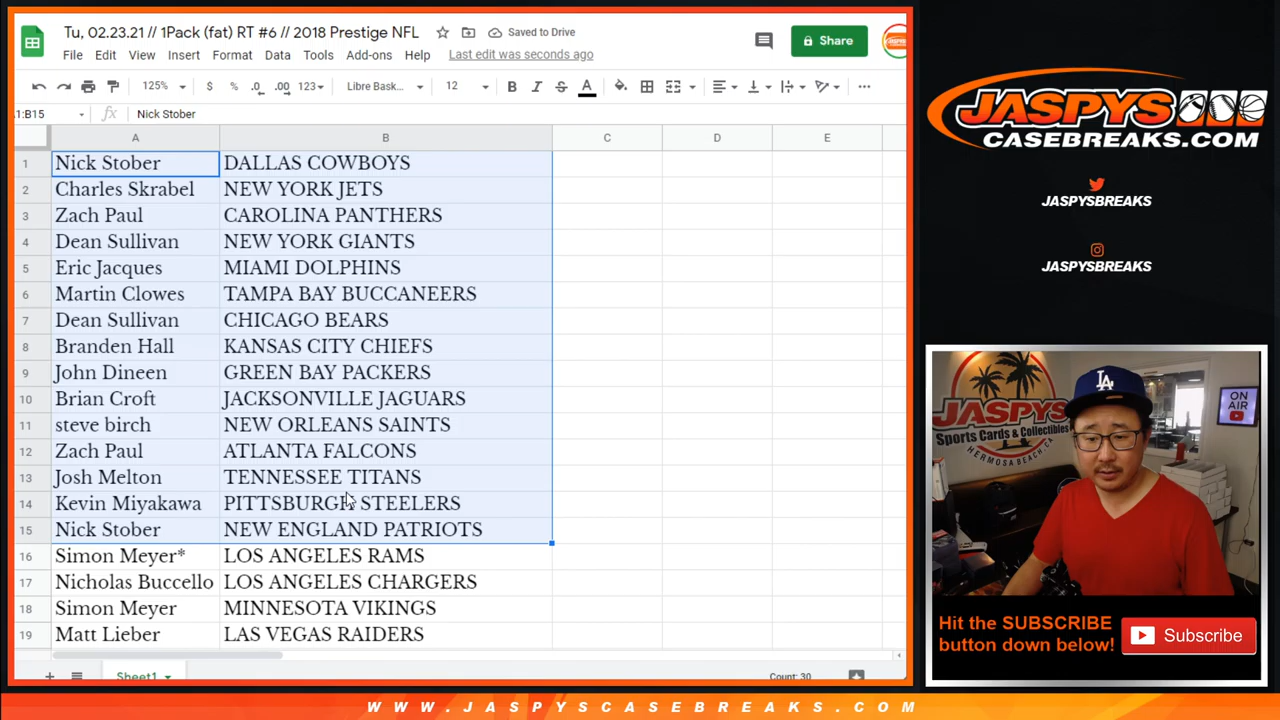 Tu, 02.23.21 // 1Pack (fat) RT #6 // 2018 Prestige NFL
Saved to Drive
File Edit View Insert Format Data Tools Add-ons Help Last edit was seconds ago
Share
125% $ % .0 .00 123 Libre Bask... 12 B I S A
1:B15 fx Nick Stober
A B C D E
1 Nick Stober DALLAS COWBOYS
2 Charles Skrabel NEW YORK JETS
3 Zach Paul CAROLINA PANTHERS
4 Dean Sullivan NEW YORK GIANTS
5 Eric Jacques MIAMI DOLPHINS
6 Martin Clowes TAMPA BAY BUCCANEERS
7 Dean Sullivan CHICAGO BEARS
8 Branden Hall KANSAS CITY CHIEFS
9 John Dineen GREEN BAY PACKERS
10 Brian Croft JACKSONVILLE JAGUARS
11 steve birch NEW ORLEANS SAINTS
12 Zach Paul ATLANTA FALCONS
13 Josh Melton TENNESSEE TITANS
14 Kevin Miyakawa PITTSBURGH STEELERS
15 Nick Stober NEW ENGLAND PATRIOTS
16 Simon Meyer* LOS ANGELES RAMS
17 Nicholas Buccello LOS ANGELES CHARGERS
18 Simon Meyer MINNESOTA VIKINGS
19 Matt Lieber LAS VEGAS RAIDERS
Sheet1 Count: 30
JASPYS
CASEBREAKS.COM
JASPYSBREAKS
JASPYSBREAKS
JASPYS
Sports Cards & Collectibles
HERMOSA BEACH, CA
LA
ON AIR
Hit the SUBSCRIBE
button down below!
Subscribe
WWW.JASPYSCASEBREAKS.COM